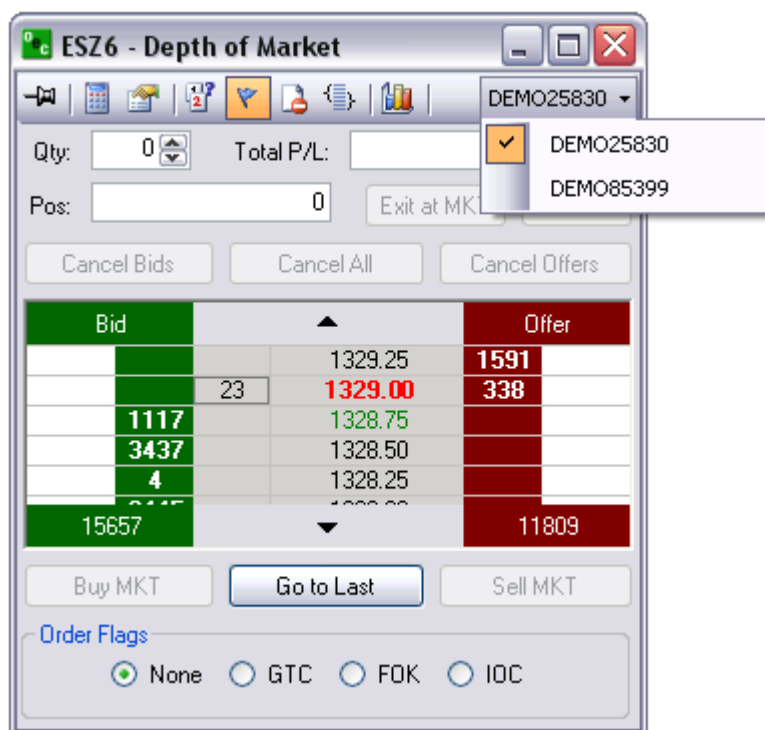 OeC ESZ6 - Depth of Market
DEMO25830
Qty: 0 Total P/L:
DEMO25830
DEMO85399
Pos: 0 Exit at MKT
Cancel Bids Cancel All Cancel Offers
Bid Offer
1329.25 1591
23 1329.00 338
1117 1328.75
3437 1328.50
4 1328.25
15657 11809
Buy MKT Go to Last Sell MKT
Order Flags
None GTC FOK IOC